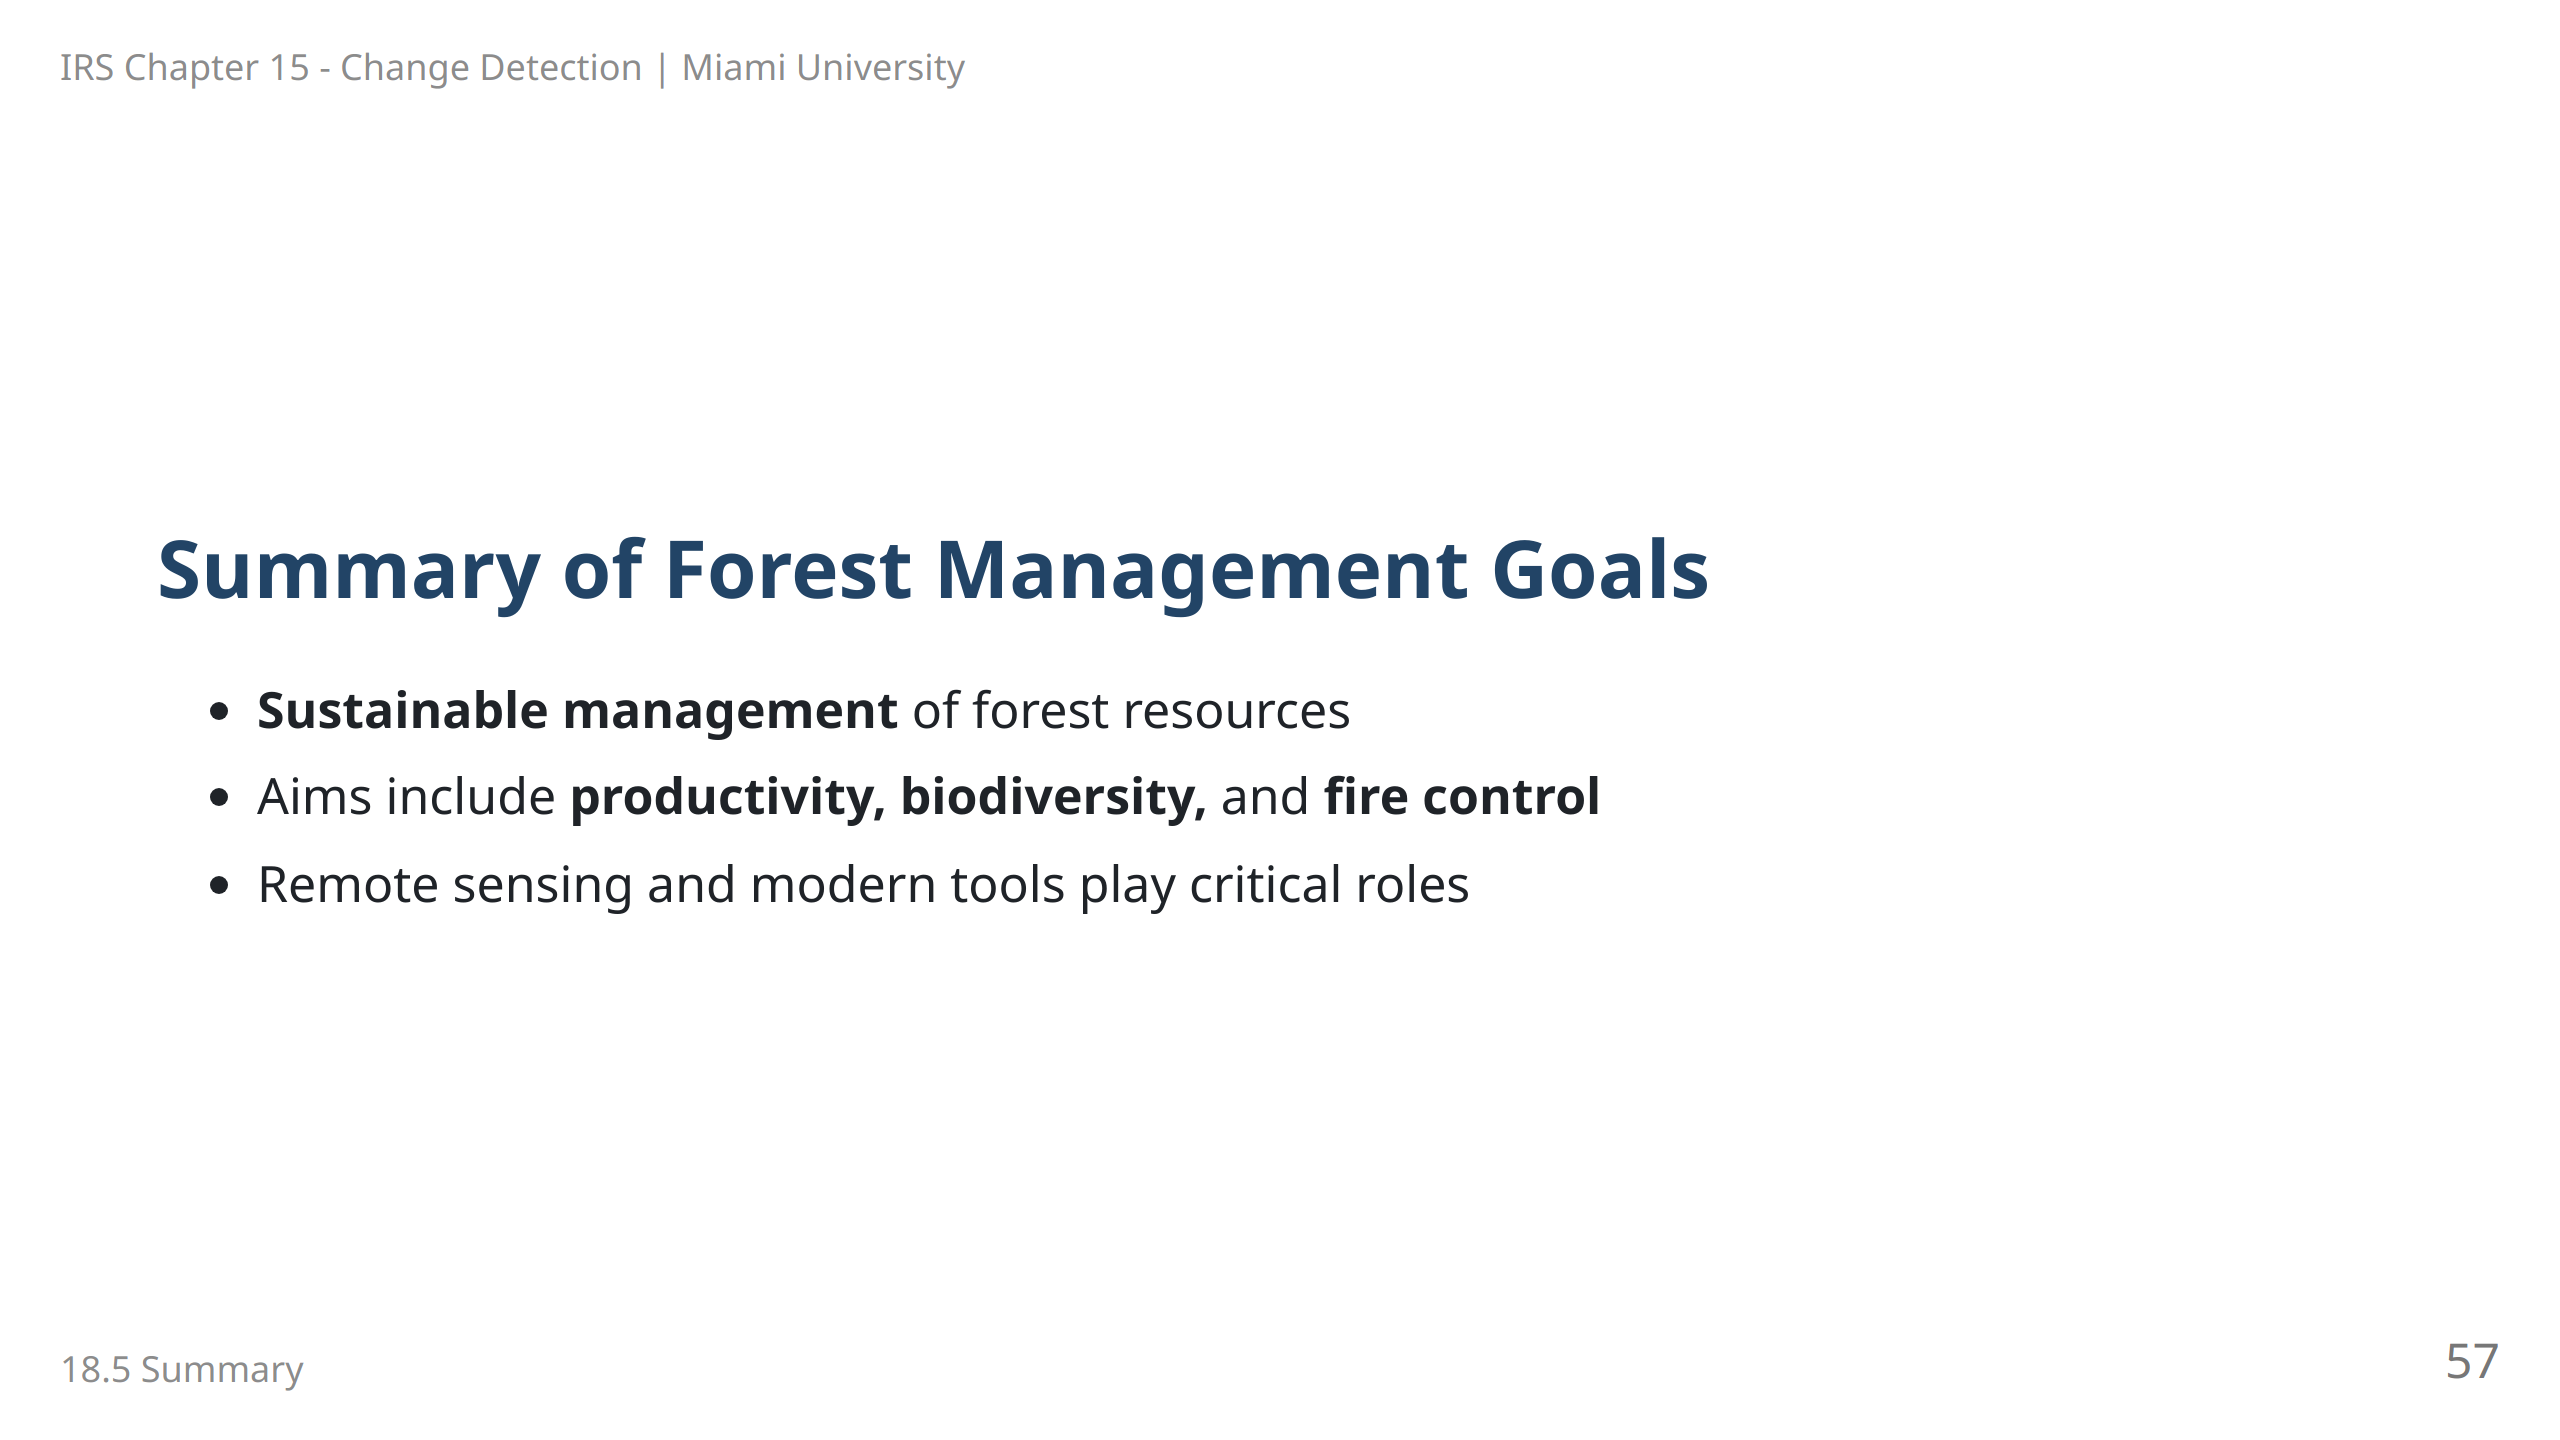 IRS Chapter 15 - Change Detection | Miami University
Summary of Forest Management Goals
• Sustainable management of forest resources
• Aims include productivity, biodiversity, and fire control
• Remote sensing and modern tools play critical roles
18.5 Summary
57